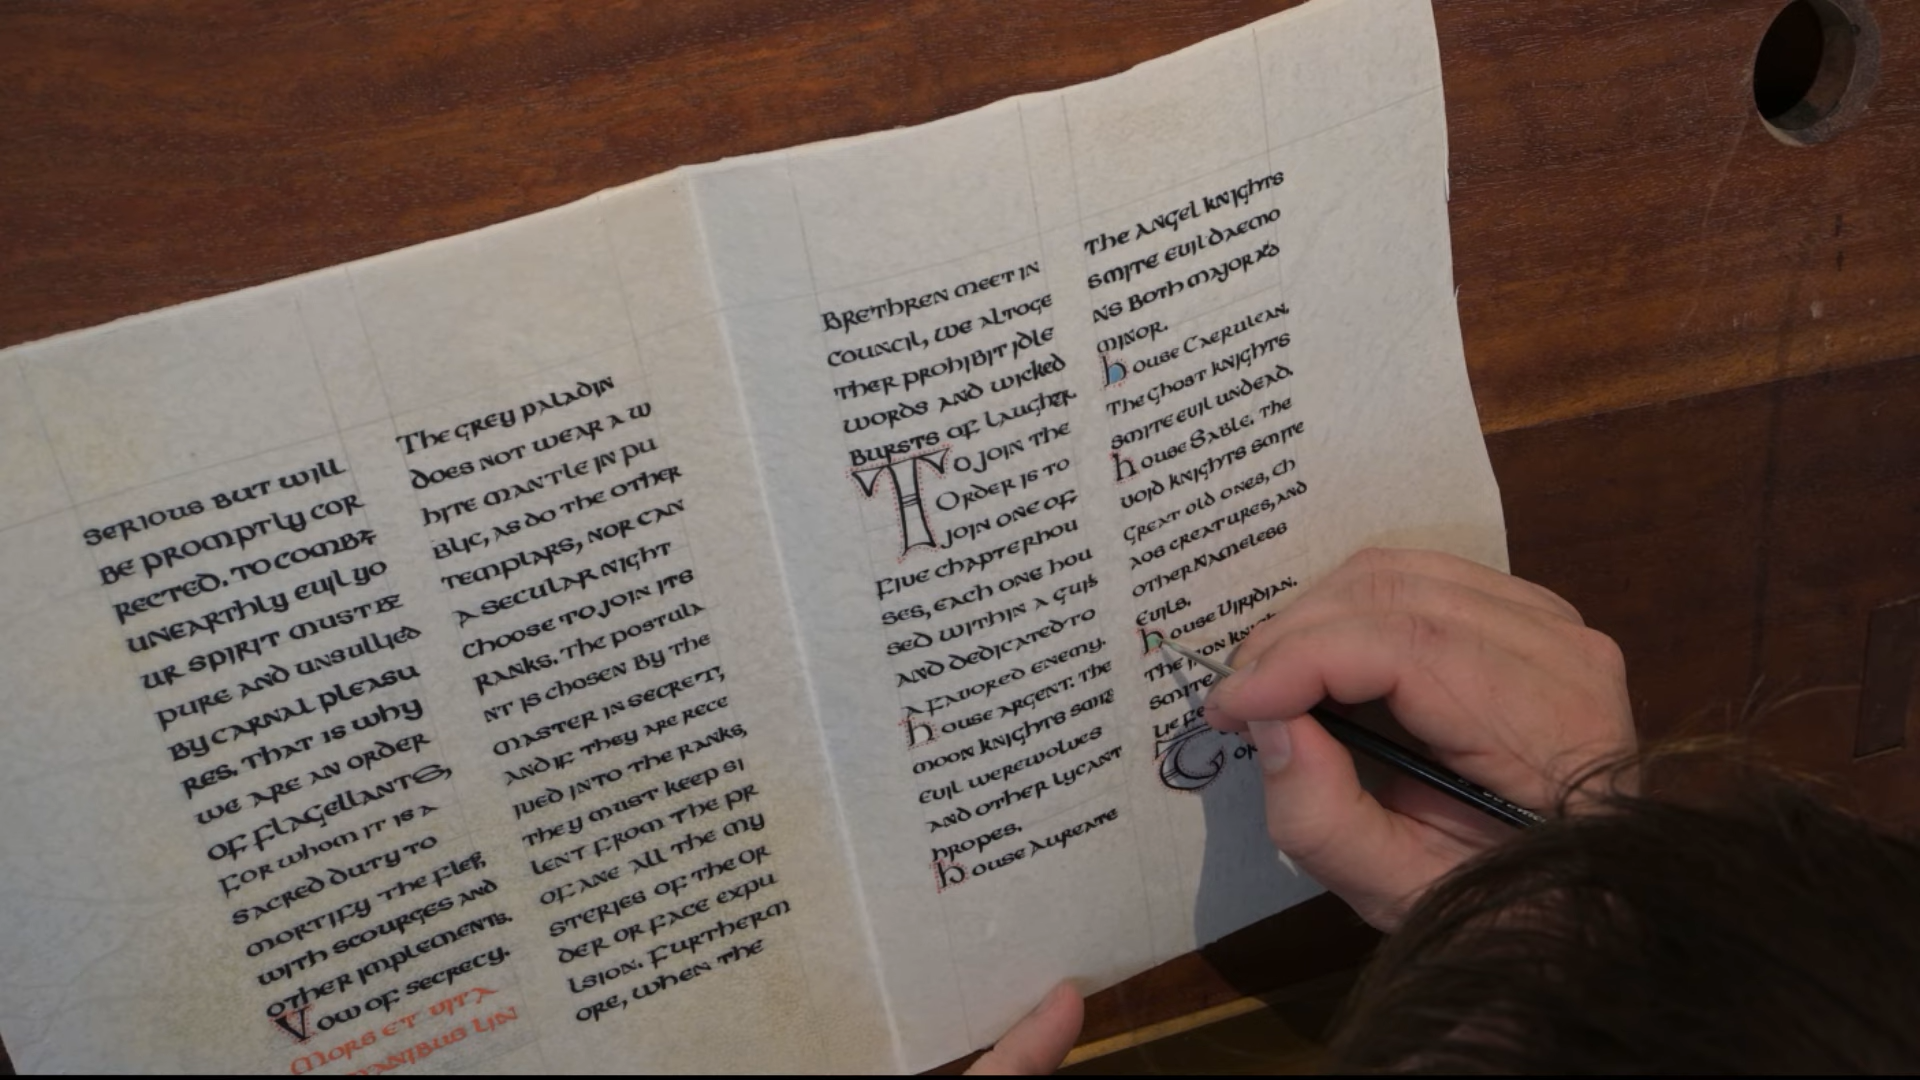 SERIOUS BUT WILL
BE PROMPTLY COR
RECTED. TO COMBAT
UNEARTHLY EVIL YO
UR SPIRIT MUST BE
PURE AND UNSULLIED
BY CARNAL PLEASU
RES. THAT IS WHY
WE ARE AN ORDER
OF FLAGELLANTS,
FOR WHOM IT IS A
SACRED DUTY TO
MORTIFY THE FLESH,
WITH SCOURGES AND
OTHER IMPLEMENTS.
VOW OF SECRECY.
MORS ET VITA
MANIBUS LIN
The GREY PALADIN
DOES NOT WEAR A W
HITE MANTLE IN PU
BLIC, AS DO THE OTHER
TEMPLARS, NOR CAN
A SECULAR NIGHT
CHOOSE TO JOIN ITS
RANKS. The POSTULA
NT IS CHOSEN BY THE
MASTER IN SECRET,
AND IF THEY ARE RECE
IVED INTO THE RANKS,
THEY MUST KEEP SI
LENT FROM THE PR
OFANE ALL THE MY
STERIES OF THE OR
DER OR FACE EXPU
LSION. FURTHERM
ORE, WHEN THE
BRETHREN MEET IN
COUNCIL, WE ALTOGE
THER PROHIBIT IDLE
WORDS AND WICKED
BURSTS OF LAUGHTER.
TO JOIN THE
ORDER IS TO
JOIN ONE OF
FIVE CHAPTERHOU
SES, EACH ONE HOU
SED WITHIN A
AND DEDICATED TO
A FAVORED ENEMY.
HOUSE ARGENT. THE
MOON KNIGHTS SMITE
EVIL WEREWOLVES
AND OTHER LYCANT
HROPES.
HOUSE AUREATE
The ANGEL KNIGHTS
SMITE EVIL DAEMO
NS BOTH MAJOR AND
MINOR.
HOUSE CAERULEAN.
The GHOST KNIGHTS
SMITE EVIL UNDEAD.
HOUSE SABLE. The
VOID KNIGHTS SMITE
GREAT OLD ONES, CH
AOS CREATURES, AND
OTHER NAMELESS
EVILS.
HOUSE VIRIDIAN.
The IRON
SMITE